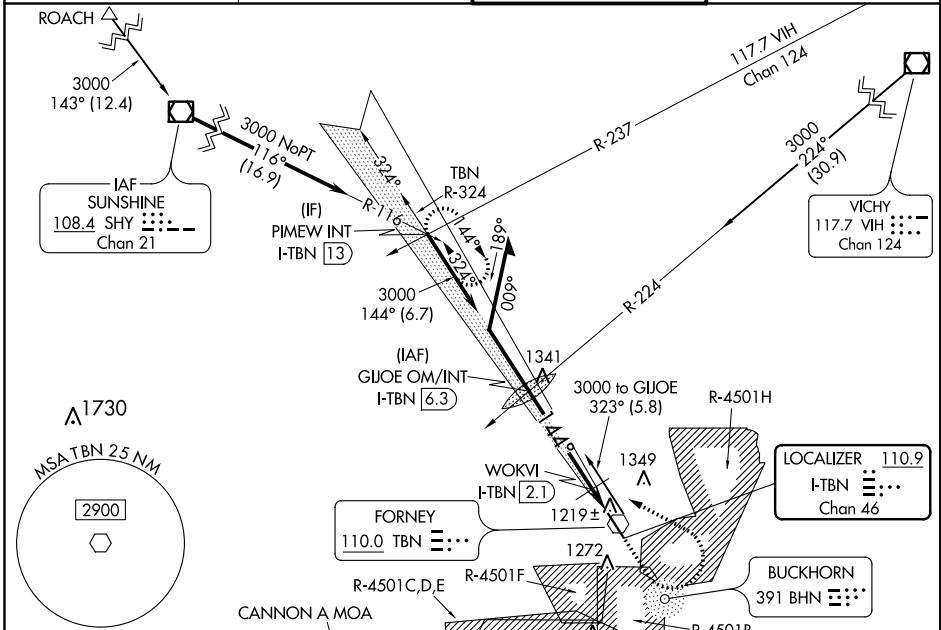 ROACH
3000
143° (12.4)
3000 NoPT
116°
(16.9)
IAF
SUNSHINE
108.4 SHY
Chan 21
R-116
(IF)
PIMEW INT
I-TBN 13
324°
TBN
R-324
117.7 VIH
Chan 124
R-237
3000
224°
(30.9)
VICHY
117.7 VIH
Chan 124
R-224
44°
189°
009°
324°
3000
144° (6.7)
(IAF)
GIJOE OM/INT
I-TBN 6.3
1341
3000 to GIJOE
323° (5.8)
R-4501H
1730
MSA TBN 25 NM
2900
44°
WOKVI
I-TBN 2.1
1349
LOCALIZER 110.9
I-TBN
Chan 46
1219±
FORNEY
110.0 TBN
1272
R-4501C,D,E
R-4501F
BUCKHORN
391 BHN
CANNON A MOA